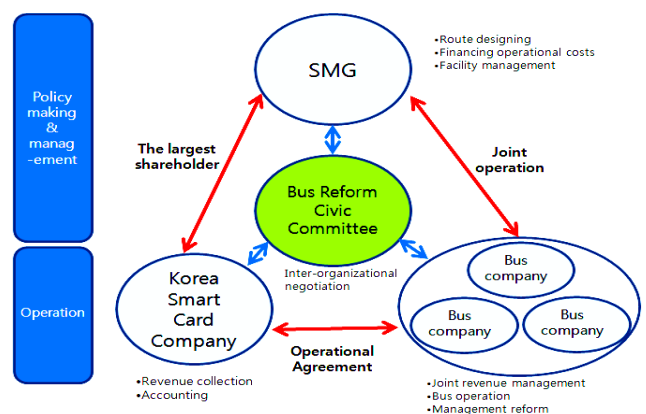 Policy
making
&
manag
-ement
Operation
SMG
•Route designing
•Financing operational costs
•Facility management
The largest
shareholder
Joint
operation
Bus Reform
Civic
Committee
Inter-organizational
negotiation
Korea
Smart
Card
Company
Bus
company
Bus
company
Bus
company
Operational
Agreement
•Revenue collection
•Accounting
•Joint revenue management
•Bus operation
•Management reform